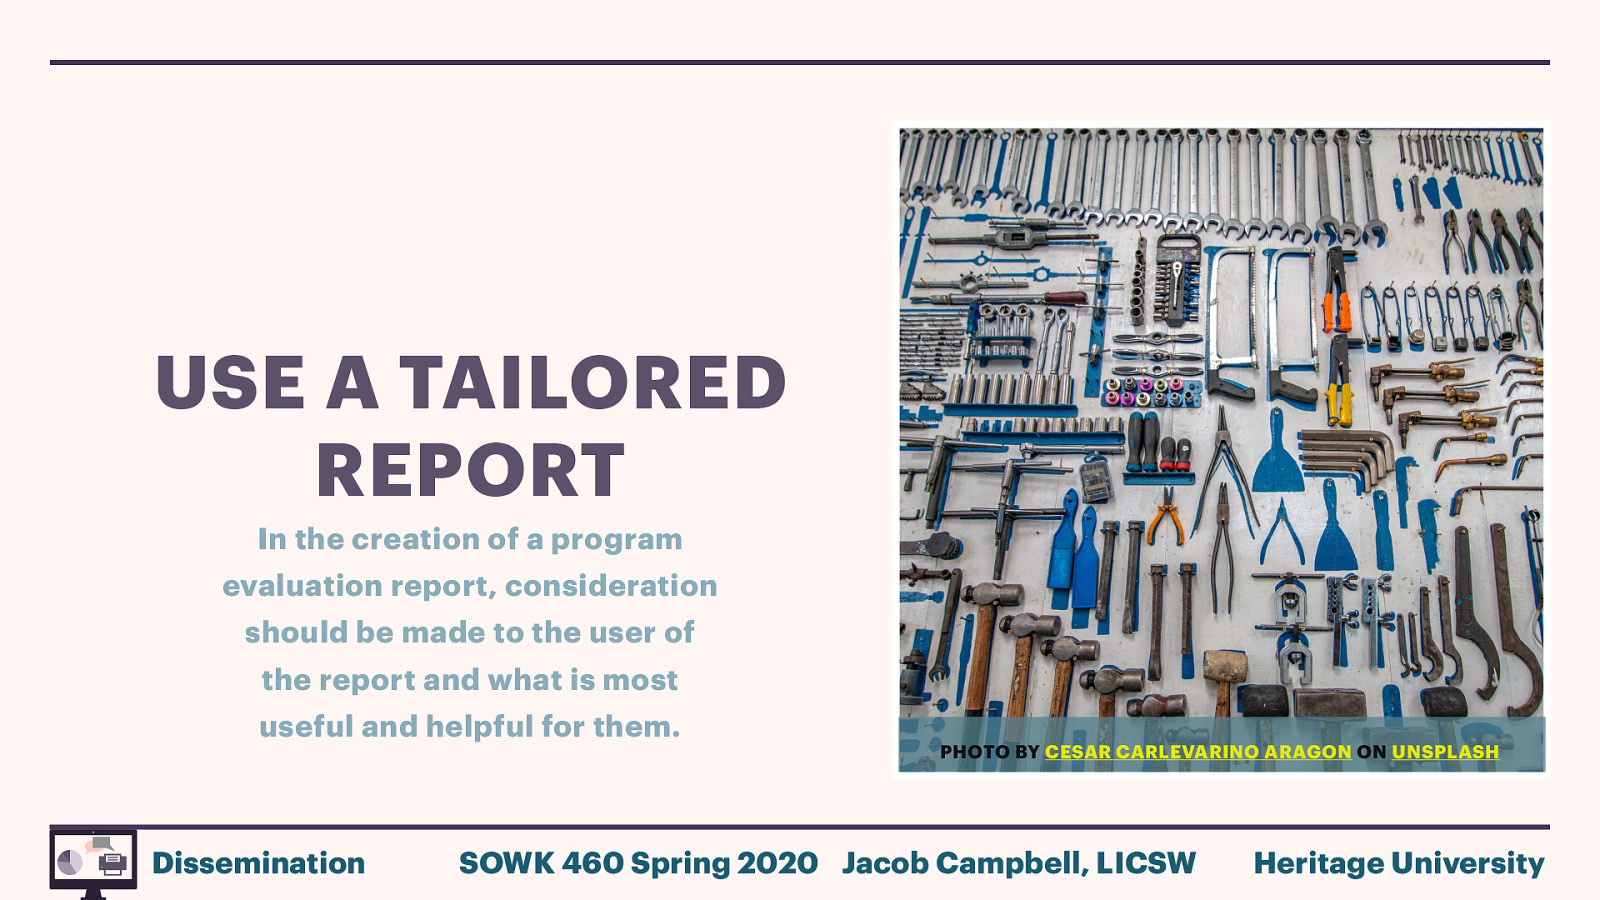 USE A TAILORED
REPORT
In the creation of a program
evaluation report, consideration
should be made to the user of
the report and what is most
useful and helpful for them.
PHOTO BY CESAR CARLEVARINO ARAGON ON UNSPLASH
Dissemination SOWK 460 Spring 2020 Jacob Campbell, LICSW Heritage University